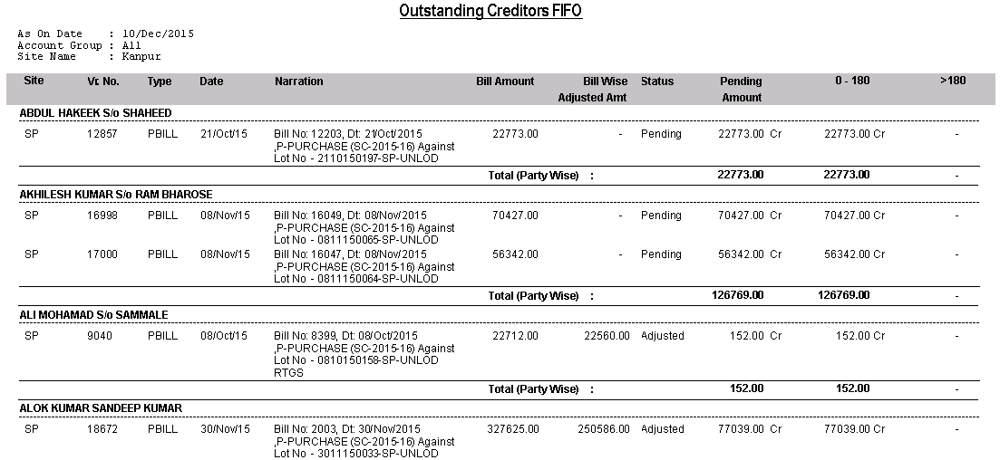 Outstanding Creditors FIFO
As On Date : 10/Dec/2015
Account Group : All
Site Name : Kanpur
Site Vr. No. Type Date Narration Bill Amount Bill Wise Status Pending 0 - 180 >180
Adjusted Amt Amount
ABDUL HAKEEK S/o SHAHEED
SP 12857 PBILL 21/Oct/15 Bill No: 12203, Dt: 21/Oct/2015 22773.00 - Pending 22773.00 Cr 22773.00 Cr -
,P-PURCHASE (SC-2015-16) Against
Lot No - 2110150197-SP-UNLOD
Total (Party Wise) : 22773.00 22773.00 -
AKHILESH KUMAR S/o RAM BHAROSE
SP 16998 PBILL 08/Nov/15 Bill No: 16049, Dt: 08/Nov/2015 70427.00 - Pending 70427.00 Cr 70427.00 Cr -
,P-PURCHASE (SC-2015-16) Against
Lot No - 0811150065-SP-UNLOD
SP 17000 PBILL 08/Nov/15 Bill No: 16047, Dt: 08/Nov/2015 56342.00 - Pending 56342.00 Cr 56342.00 Cr -
,P-PURCHASE (SC-2015-16) Against
Lot No - 0811150064-SP-UNLOD
Total (Party Wise) : 126769.00 126769.00 -
ALI MOHAMAD S/o SAMMALE
SP 9040 PBILL 08/Oct/15 Bill No: 8399, Dt: 08/Oct/2015 22712.00 22560.00 Adjusted 152.00 Cr 152.00 Cr -
,P-PURCHASE (SC-2015-16) Against
Lot No - 0810150158-SP-UNLOD
RTGS
Total (Party Wise) : 152.00 152.00 -
ALOK KUMAR SANDEEP KUMAR
SP 18672 PBILL 30/Nov/15 Bill No: 2003, Dt: 30/Nov/2015 327625.00 250586.00 Adjusted 77039.00 Cr 77039.00 Cr -
,P-PURCHASE (SC-2015-16) Against
Lot No - 3011150033-SP-UNLOD